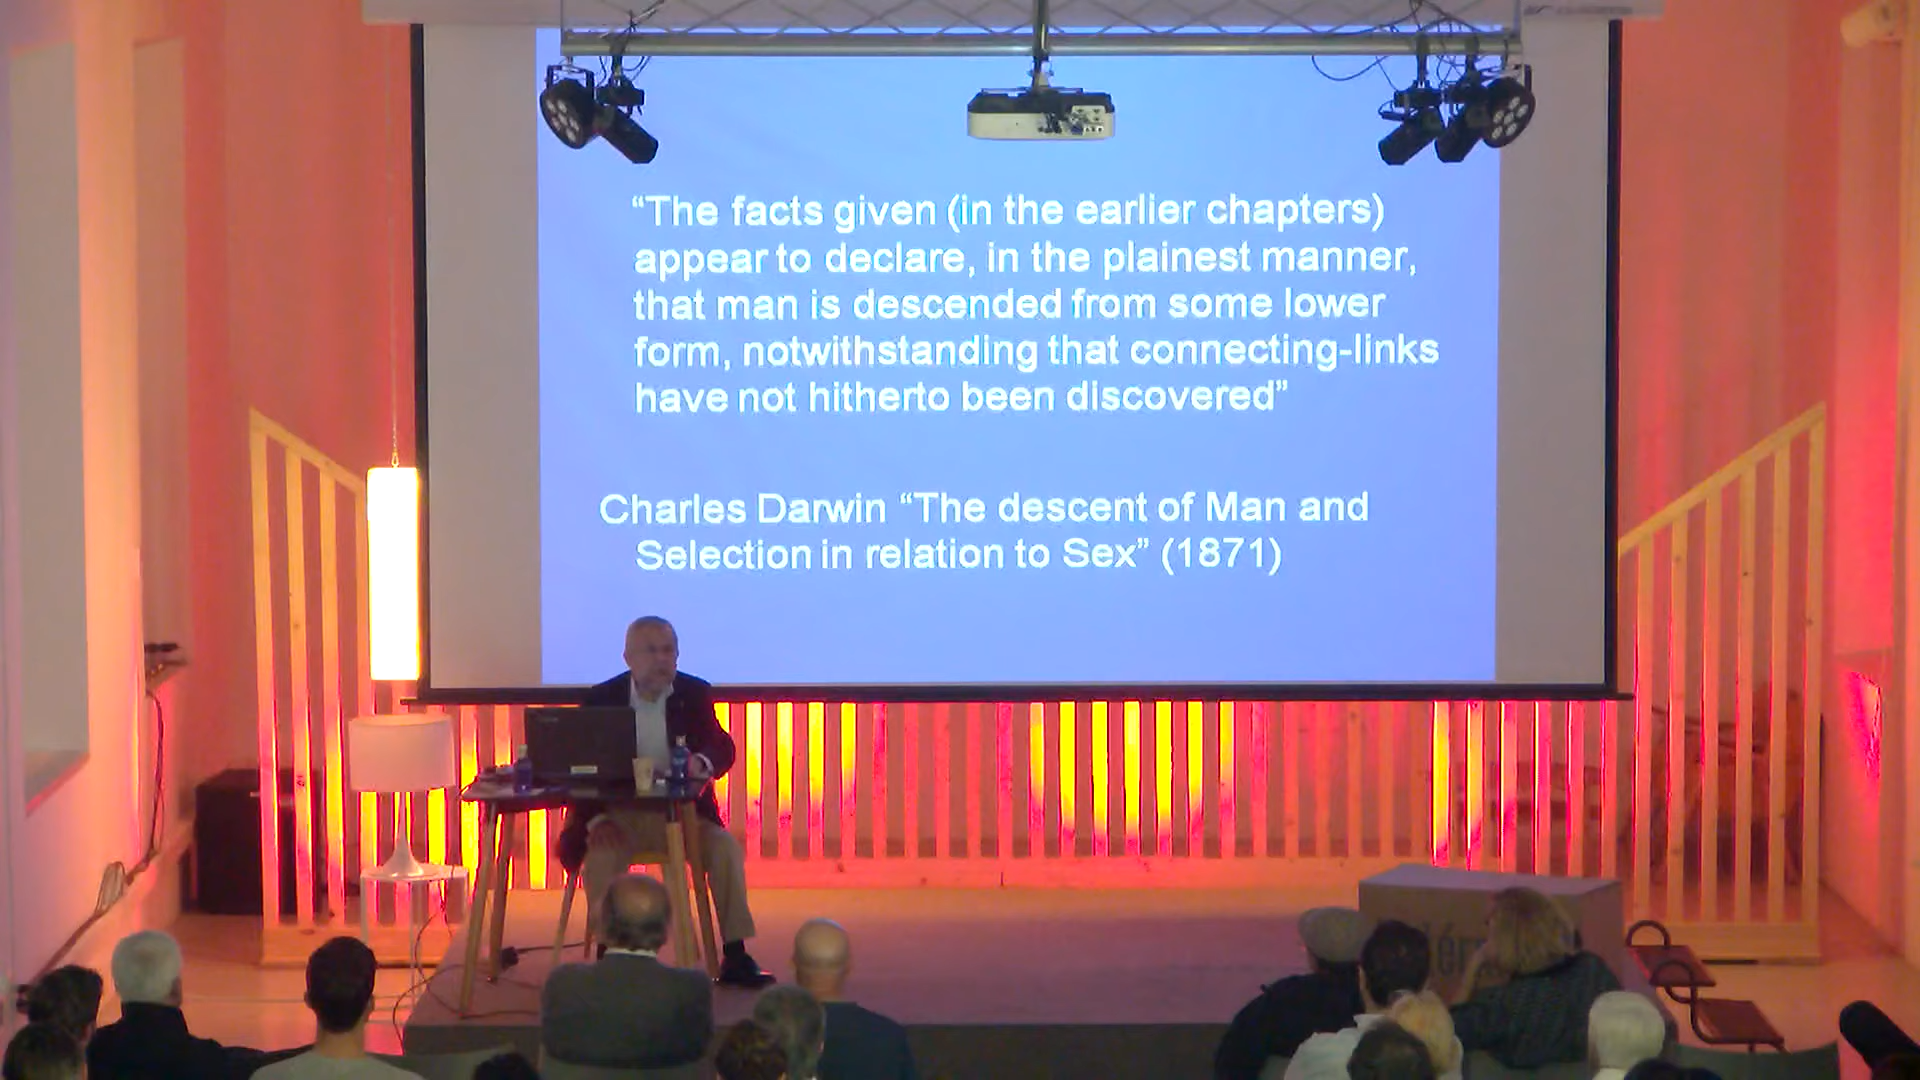 “The facts given (in the earlier chapters)
appear to declare, in the plainest manner,
that man is descended from some lower
form, notwithstanding that connecting-links
have not hitherto been discovered”
Charles Darwin “The descent of Man and
Selection in relation to Sex” (1871)